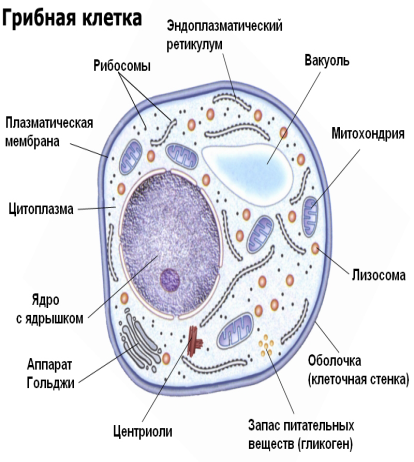 Грибная клетка
Эндоплазматический
ретикулум
Рибосомы
Вакуоль
Плазматическая
мембрана
Митохондрия
Цитоплазма
Лизосома
Ядро
с ядрышком
Аппарат
Гольджи
Оболочка
(клеточная стенка)
Центриоли
Запас питательных
веществ (гликоген)